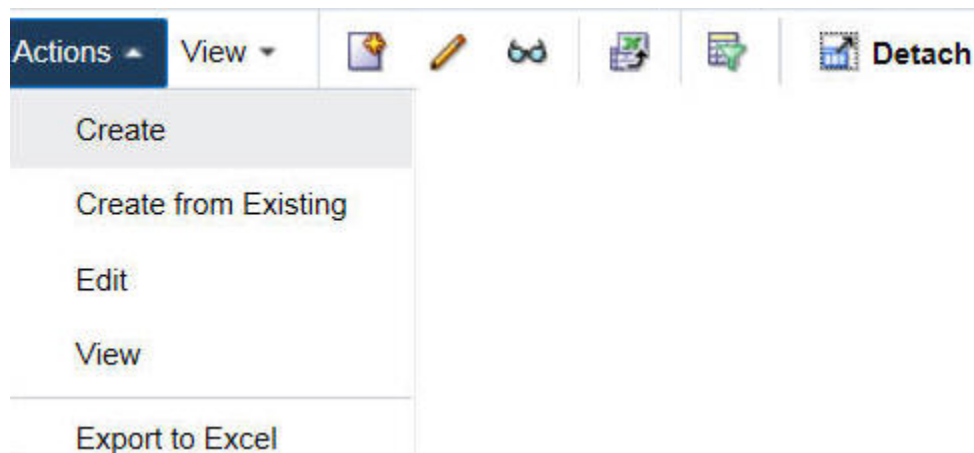 Actions View Detach
Create
Create from Existing
Edit
View
Export to Excel